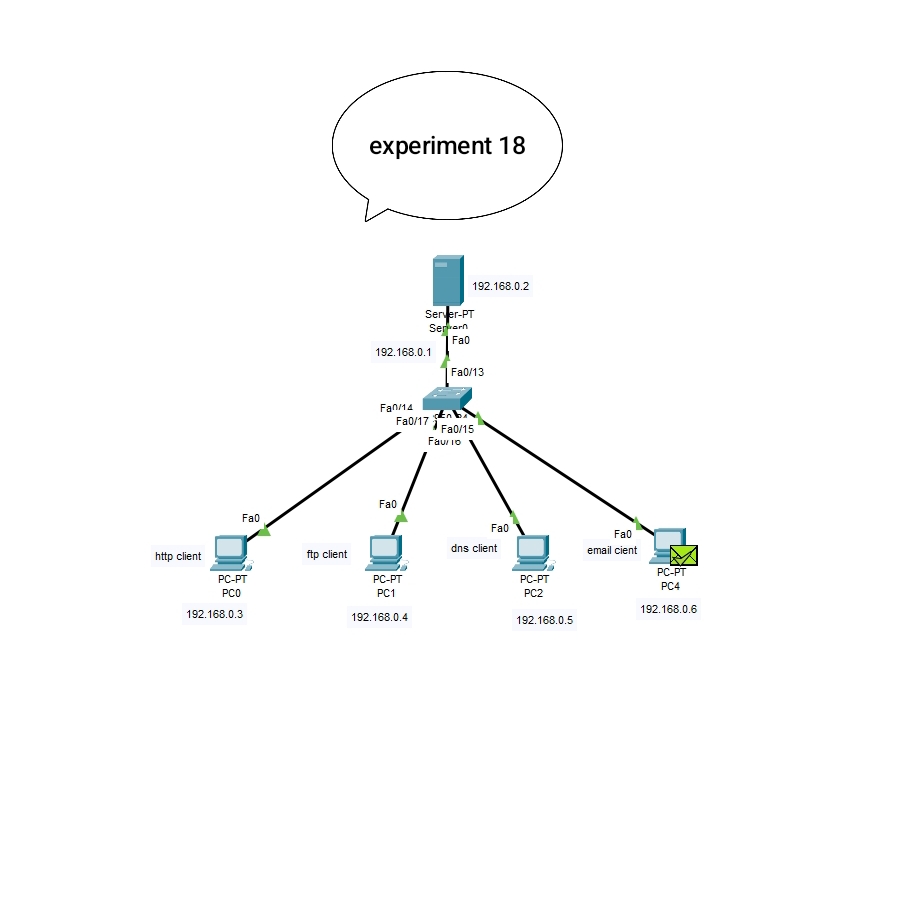 experiment 18
192.168.0.2
Server-PT
Server0
Fa0
192.168.0.1
Fa0/13
Fa0/14
Fa0/17
Fa0/15
Fa0/16
Fa0
Fa0
Fa0
Fa0
http client
ftp client
dns client
email cient
PC-PT
PC0
PC-PT
PC1
PC-PT
PC2
PC-PT
PC4
192.168.0.3
192.168.0.4
192.168.0.5
192.168.0.6